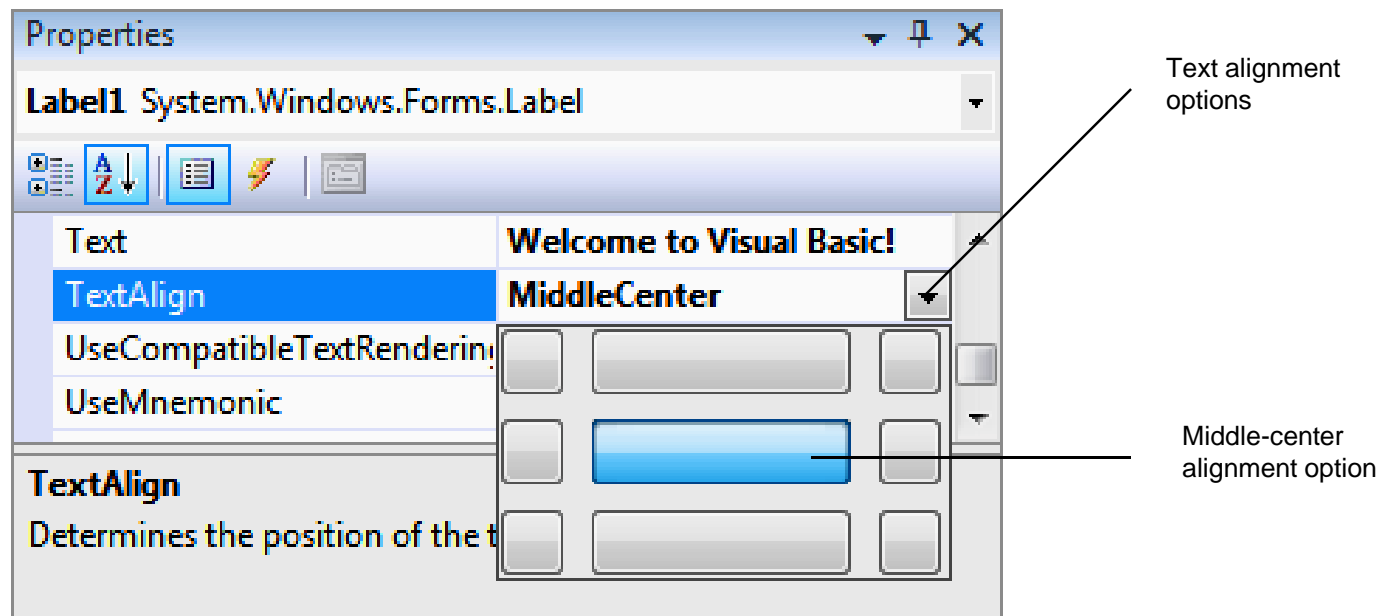 Properties
Text alignment
options
Label1 System.Windows.Forms.Label
A
Z
Text Welcome to Visual Basic!
TextAlign MiddleCenter
UseCompatibleTextRendering
UseMnemonic
Middle-center
alignment option
TextAlign
Determines the position of the t